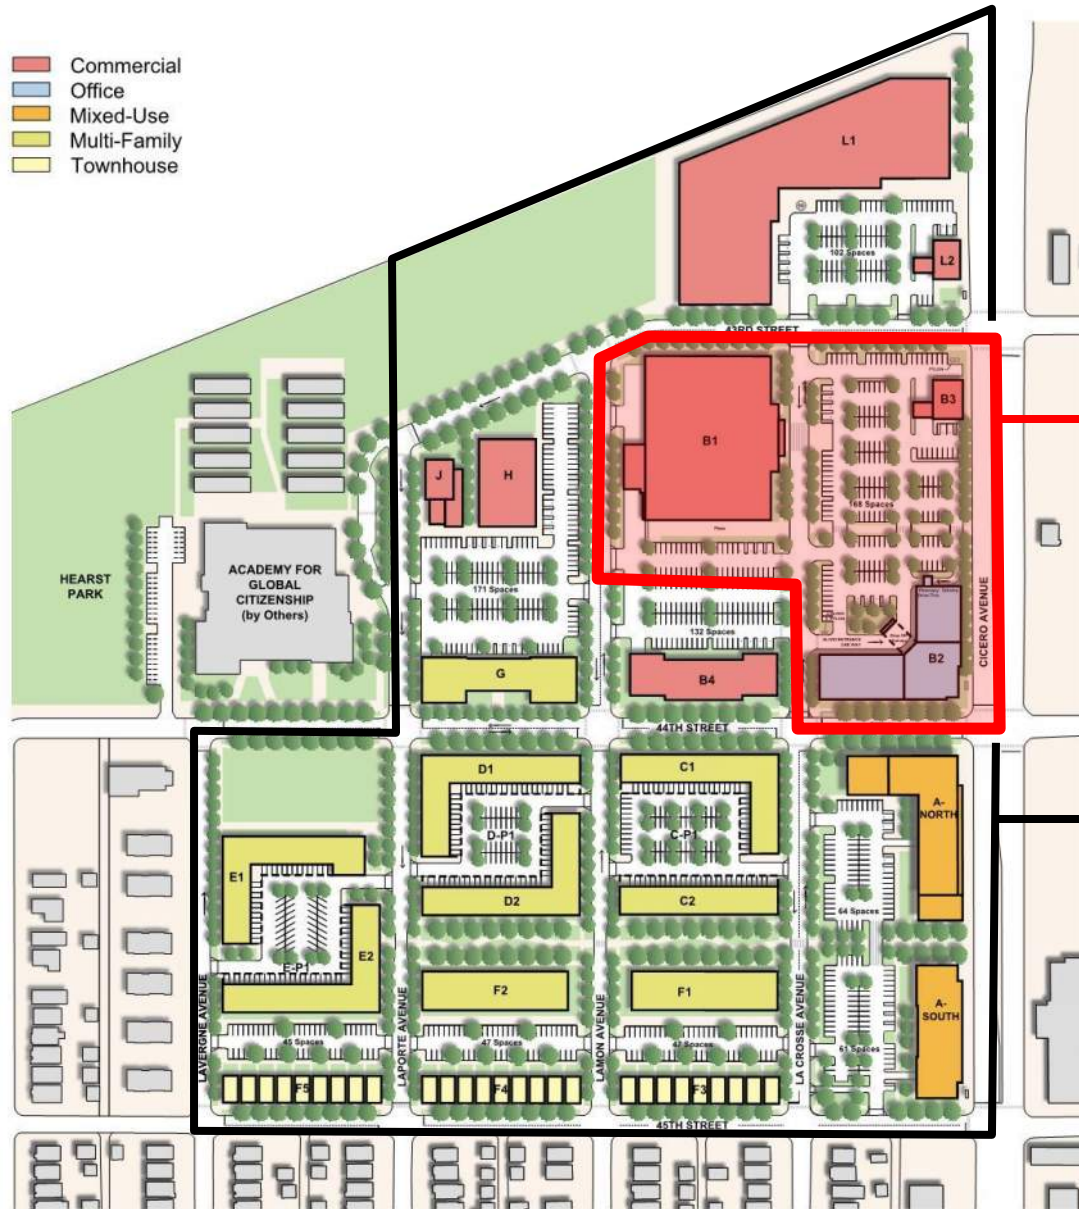 Commercial
Office
Mixed-Use
Multi-Family
Townhouse
L1
102 Spaces
L2
43RD STREET
B3
B1
J
H
68 Spaces
ACADEMY FOR
GLOBAL
CITIZENSHIP
(by Others)
HEARST
PARK
171 Spaces
132 Spaces
CICERO AVENUE
G
B4
B2
44TH STREET
D1
C1
A-
NORTH
D-P1
C-P1
E1
D2
C2
64 Spaces
E2
E-P1
F2
F1
A-
SOUTH
LAVERGNE AVENUE
LAPORTE AVENUE
LAMON AVENUE
LA CROSSE AVENUE
45 Spaces
47 Spaces
47 Spaces
61 Spaces
F5
F4
F3
45TH STREET